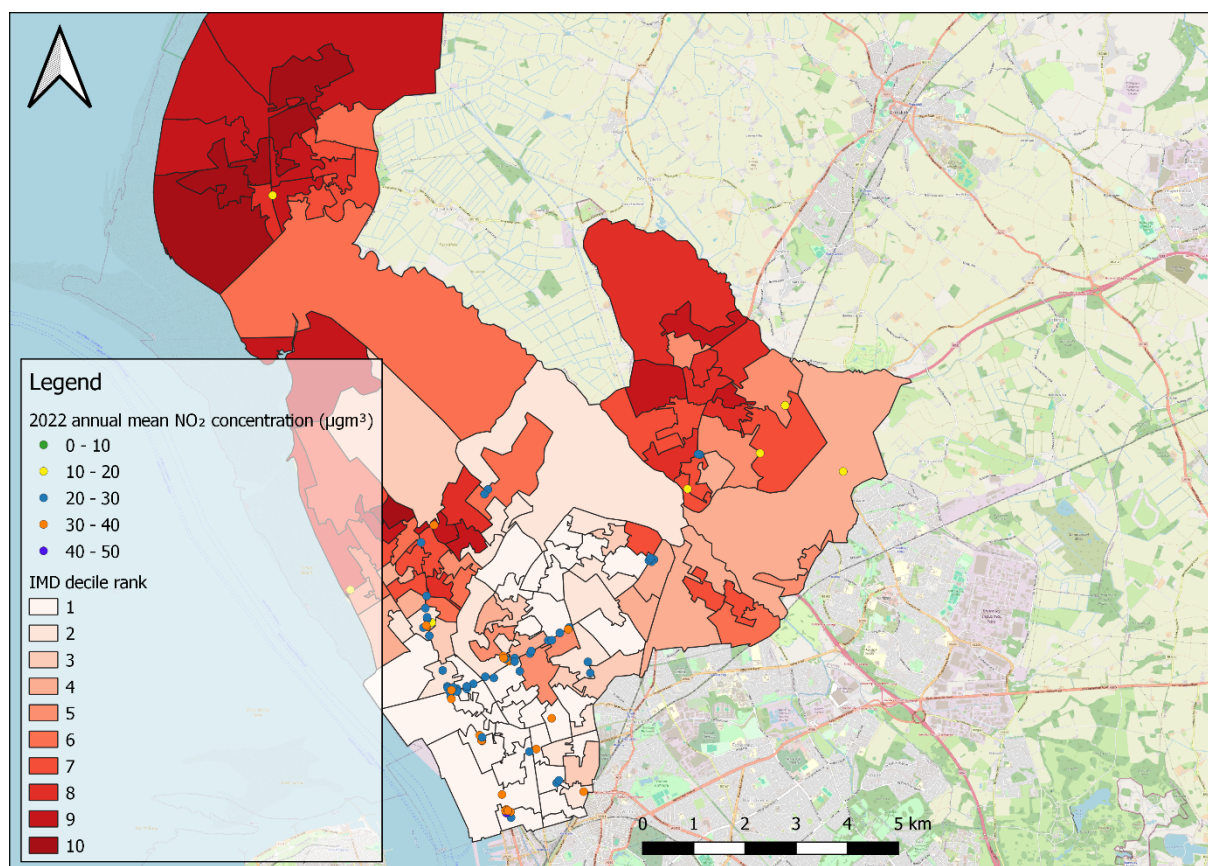 Legend
2022 annual mean NO₂ concentration (µgm³)
0 - 10
10 - 20
20 - 30
30 - 40
40 - 50
IMD decile rank
1
2
3
4
5
6
7
8
9
10
0 1 2 3 4 5 km